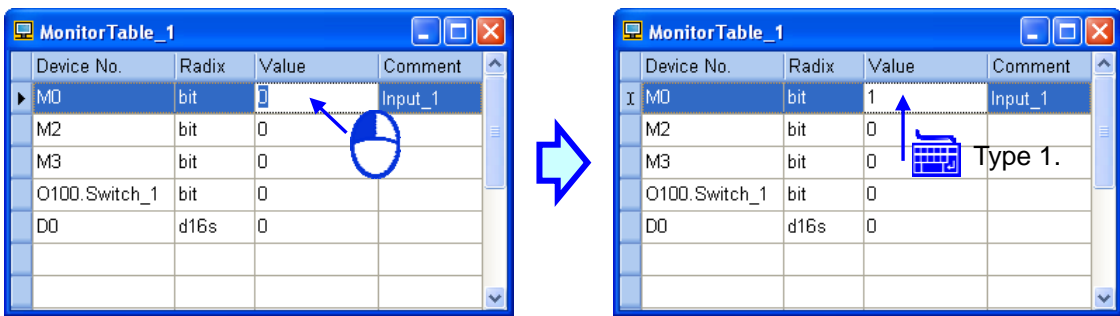 MonitorTable_1
Device No. Radix Value Comment
M0 bit 0 Input_1
M2 bit 0
M3 bit 0
O100.Switch_1 bit 0
D0 d16s 0
MonitorTable_1
Device No. Radix Value Comment
M0 bit 1 Input_1
M2 bit 0
M3 bit 0
Type 1.
O100.Switch_1 bit 0
D0 d16s 0